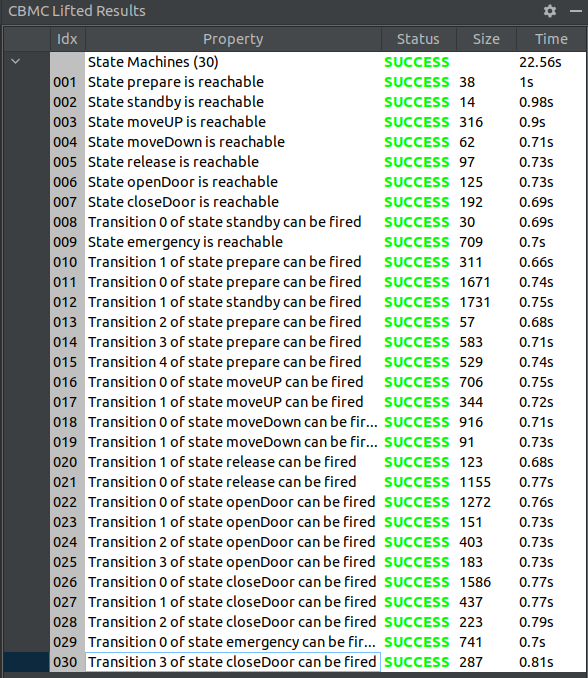 CBMC Lifted Results
Idx Property Status Size Time
State Machines (30) SUCCESS 22.56s
001 State prepare is reachable SUCCESS 38 1s
002 State standby is reachable SUCCESS 14 0.98s
003 State moveUP is reachable SUCCESS 316 0.9s
004 State moveDown is reachable SUCCESS 62 0.71s
005 State release is reachable SUCCESS 97 0.73s
006 State openDoor is reachable SUCCESS 125 0.73s
007 State closeDoor is reachable SUCCESS 192 0.69s
008 Transition 0 of state standby can be fired SUCCESS 30 0.69s
009 State emergency is reachable SUCCESS 709 0.7s
010 Transition 1 of state prepare can be fired SUCCESS 311 0.66s
011 Transition 0 of state prepare can be fired SUCCESS 1671 0.74s
012 Transition 1 of state standby can be fired SUCCESS 1731 0.75s
013 Transition 2 of state prepare can be fired SUCCESS 57 0.68s
014 Transition 3 of state prepare can be fired SUCCESS 583 0.71s
015 Transition 4 of state prepare can be fired SUCCESS 529 0.74s
016 Transition 0 of state moveUP can be fired SUCCESS 706 0.75s
017 Transition 1 of state moveUP can be fired SUCCESS 344 0.72s
018 Transition 0 of state moveDown can be fir... SUCCESS 916 0.71s
019 Transition 1 of state moveDown can be fir... SUCCESS 91 0.73s
020 Transition 1 of state release can be fired SUCCESS 123 0.68s
021 Transition 0 of state release can be fired SUCCESS 1155 0.77s
022 Transition 0 of state openDoor can be fired SUCCESS 1272 0.76s
023 Transition 1 of state openDoor can be fired SUCCESS 151 0.73s
024 Transition 2 of state openDoor can be fired SUCCESS 403 0.73s
025 Transition 3 of state openDoor can be fired SUCCESS 183 0.73s
026 Transition 0 of state closeDoor can be fired SUCCESS 1586 0.77s
027 Transition 1 of state closeDoor can be fired SUCCESS 437 0.77s
028 Transition 2 of state closeDoor can be fired SUCCESS 223 0.79s
029 Transition 0 of state emergency can be fir... SUCCESS 741 0.7s
030 Transition 3 of state closeDoor can be fired SUCCESS 287 0.81s